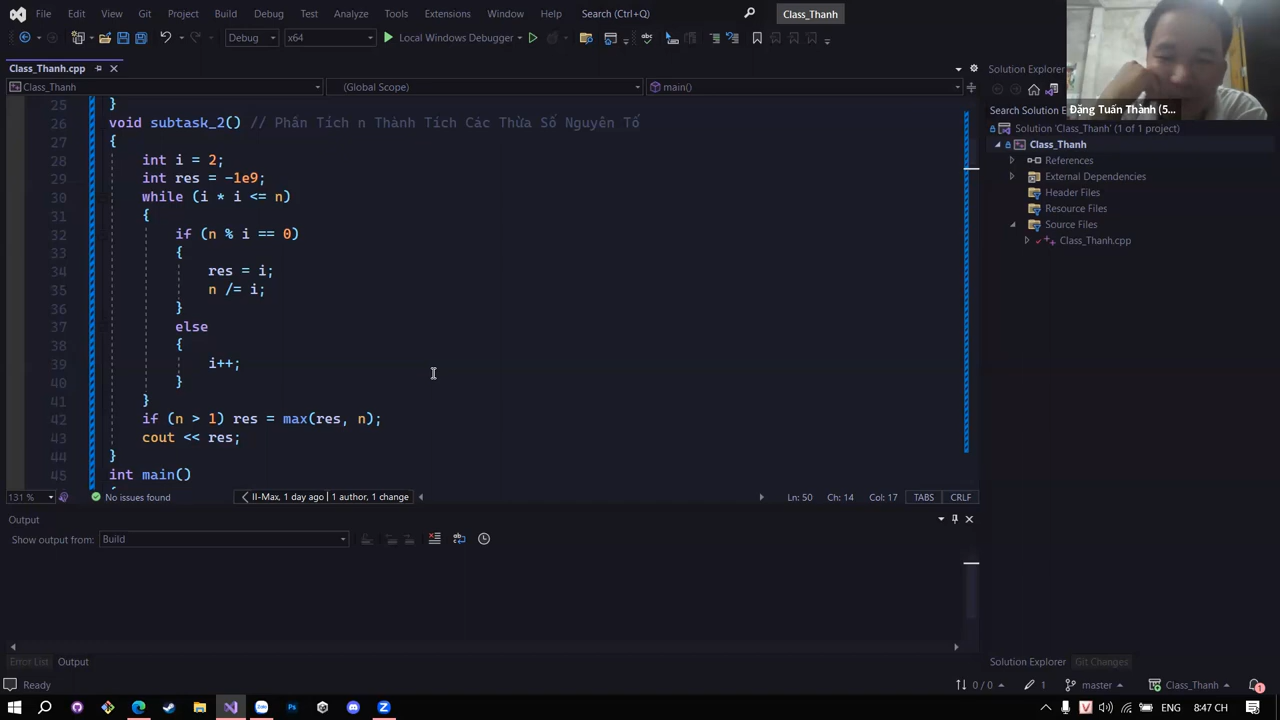 File Edit View Git Project Build Debug Test Analyze Tools Extensions Window Help Search (Ctrl+Q) Class_Thanh
Debug x64 Local Windows Debugger
Đặng Tuấn Thành (5...
Class_Thanh.cpp
Solution Explorer
Class_Thanh (Global Scope) main()
Search Solution E
Solution 'Class_Thanh' (1 of 1 project)
Class_Thanh
References
External Dependencies
Header Files
Resource Files
Source Files
Class_Thanh.cpp
25 }
26 void subtask_2() // Phần Tích n Thành Tích Các Thừa Số Nguyên Tố
27 {
28 int i = 2;
29 int res = -1e9;
30 while (i * i <= n)
31 {
32 if (n % i == 0)
33 {
34 res = i;
35 n /= i;
36 }
37 else
38 {
39 i++;
40 }
41 }
42 if (n > 1) res = max(res, n);
43 cout << res;
44 }
45 int main()
131 % No issues found II-Max, 1 day ago | 1 author, 1 change Ln: 50 Ch: 14 Col: 17 TABS CRLF
Output
Show output from: Build
Error List Output
Solution Explorer Git Changes
Ready 0 / 0 1 master Class_Thanh 1
8:47 CH